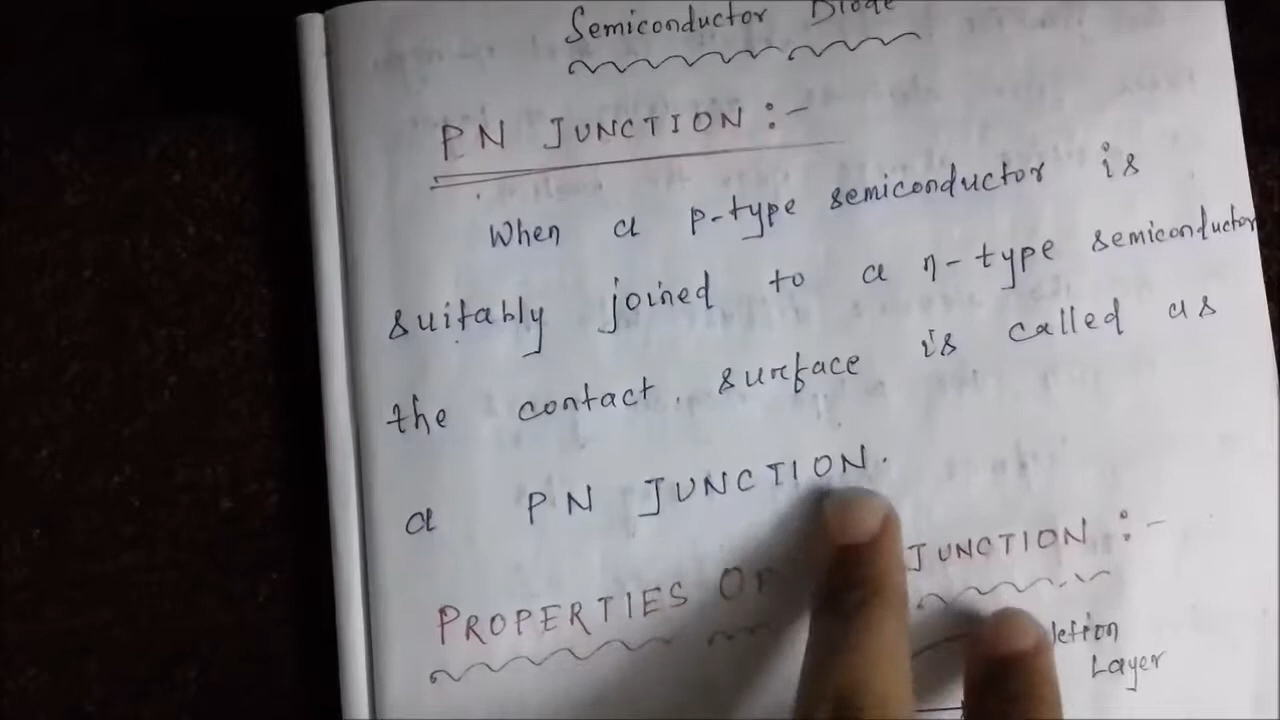 Semiconductor Diode
PN JUNCTION :-
When a p-type semiconductor is
suitably joined to a n-type semiconductor
the contact surface is called as
a PN JUNCTION.
PROPERTIES JUNCTION :-
Layer